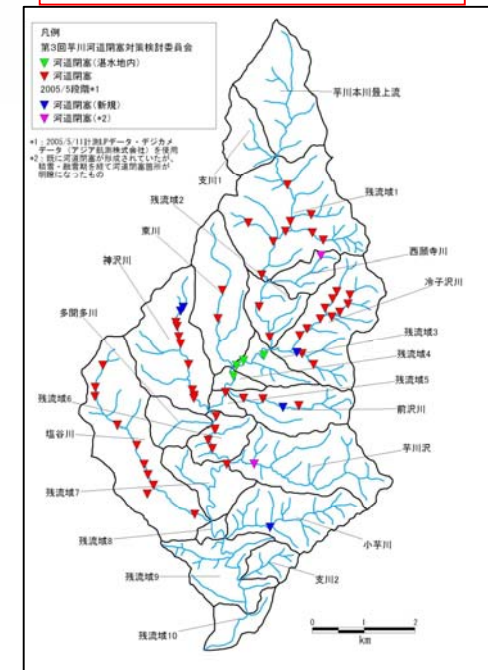 凡例
第3回芋川河道閉塞対策検討委員会
河道閉塞(湛水地内)
河道閉塞
2005/5段階*1
河道閉塞(新規)
河道閉塞(*2)
*1:2005/5/11計測LPデータ・デジカメ
データ(アジア航測株式会社)を使用
*2:既に河道閉塞が形成されていたが、
積雪・融雪期を経て河道閉塞箇所が
明瞭になったもの
芋川本川最上流
支川1
残流域1
残流域2
東川
西願寺川
神沢川
冷子沢川
多聞多川
残流域3
残流域4
残流域5
残流域6
前沢川
塩谷川
芋川沢
残流域7
残流域8
小芋川
残流域9
支川2
残流域10
0 1 2
km